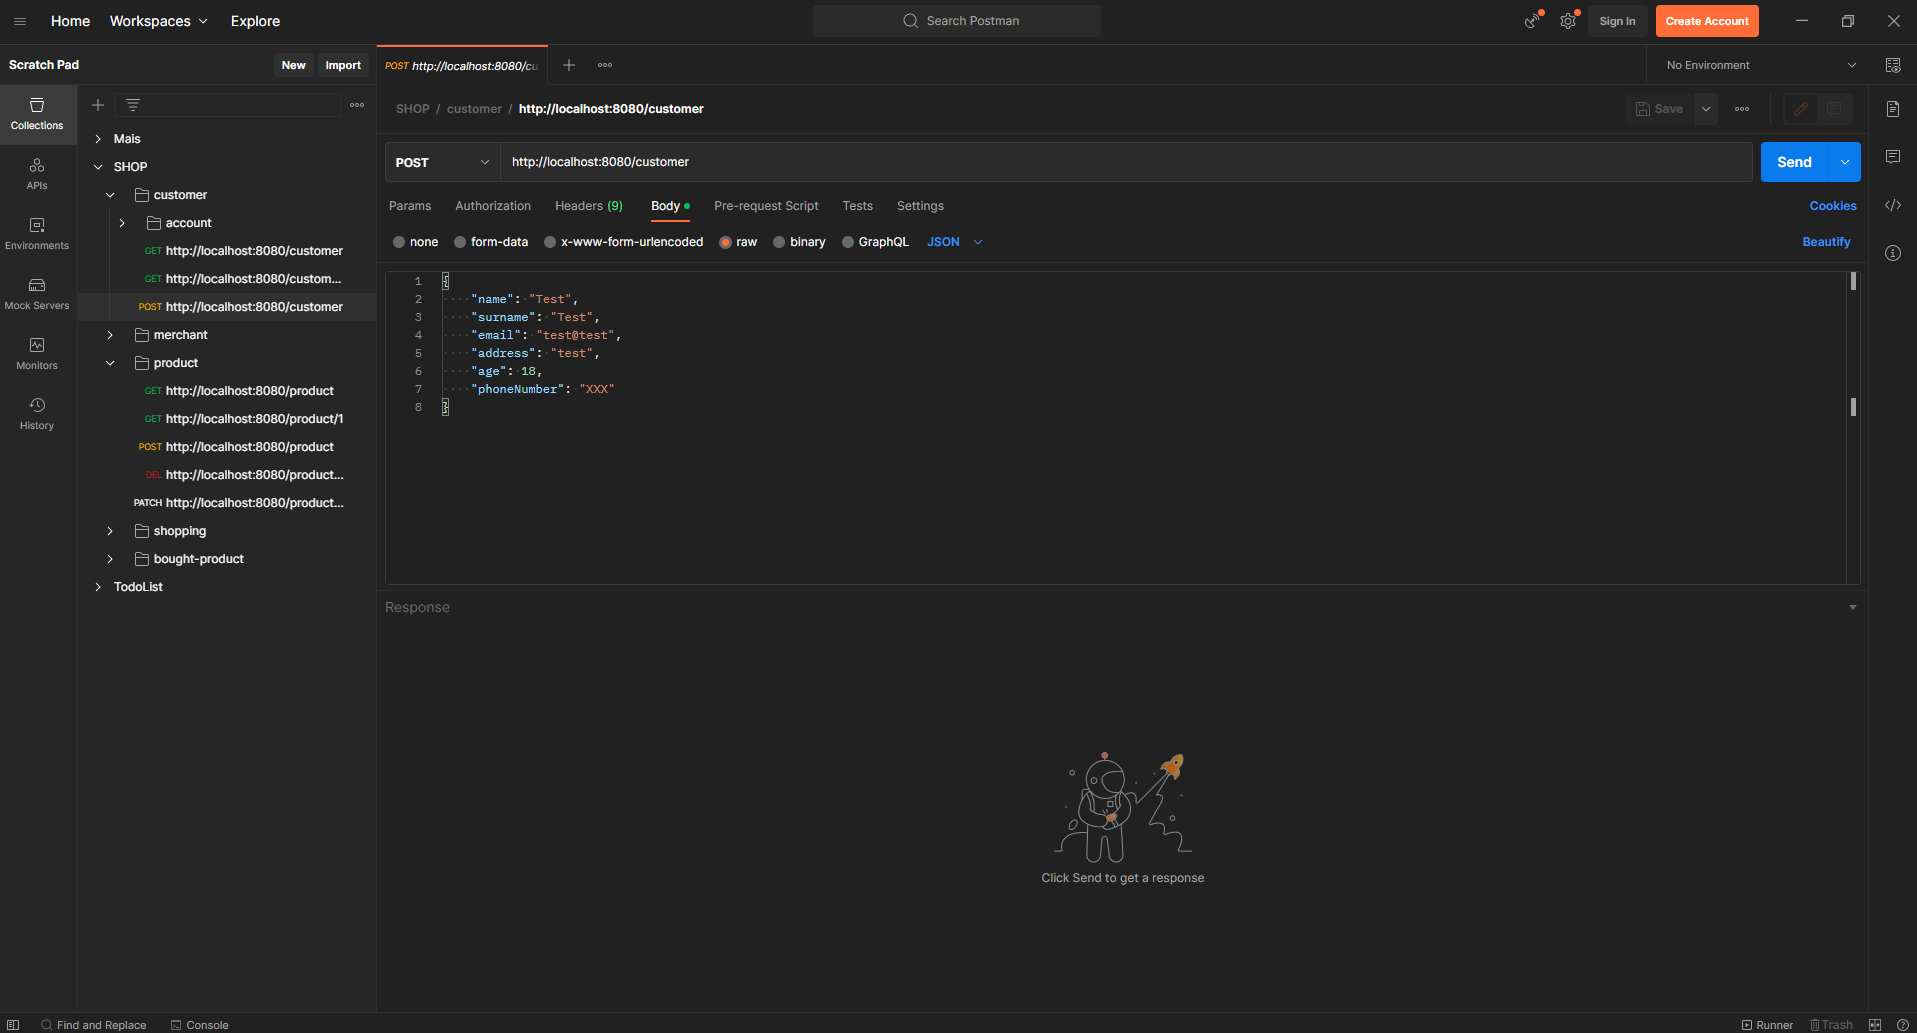 Home Workspaces Explore
Search Postman
Sign In Create Account
Scratch Pad New Import
POST http://localhost:8080/cu
No Environment
Collections
APIs
Environments
Mock Servers
Monitors
History
Mais
SHOP
customer
account
GET http://localhost:8080/customer
GET http://localhost:8080/custom...
POST http://localhost:8080/customer
merchant
product
GET http://localhost:8080/product
GET http://localhost:8080/product/1
POST http://localhost:8080/product
DEL http://localhost:8080/product...
PATCH http://localhost:8080/product...
shopping
bought-product
TodoList
SHOP / customer / http://localhost:8080/customer
Save
POST http://localhost:8080/customer Send
Params Authorization Headers (9) Body Pre-request Script Tests Settings Cookies
none form-data x-www-form-urlencoded raw binary GraphQL JSON Beautify
1 {
2 ····"name":·"Test",
3 ····"surname":·"Test",
4 ····"email":·"test@test",
5 ····"address":·"test",
6 ····"age":·18,
7 ····"phoneNumber":·"XXX"
8 }
Response
Click Send to get a response
Find and Replace Console Runner Trash